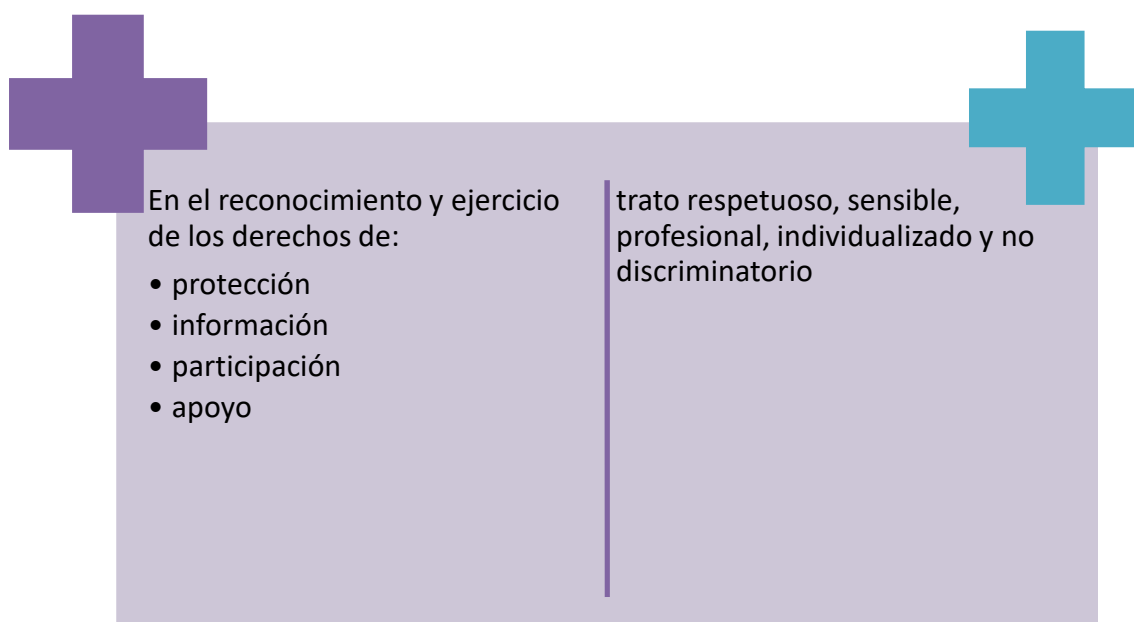 En el reconocimiento y ejercicio
de los derechos de:
• protección
• información
• participación
• apoyo
trato respetuoso, sensible,
profesional, individualizado y no
discriminatorio